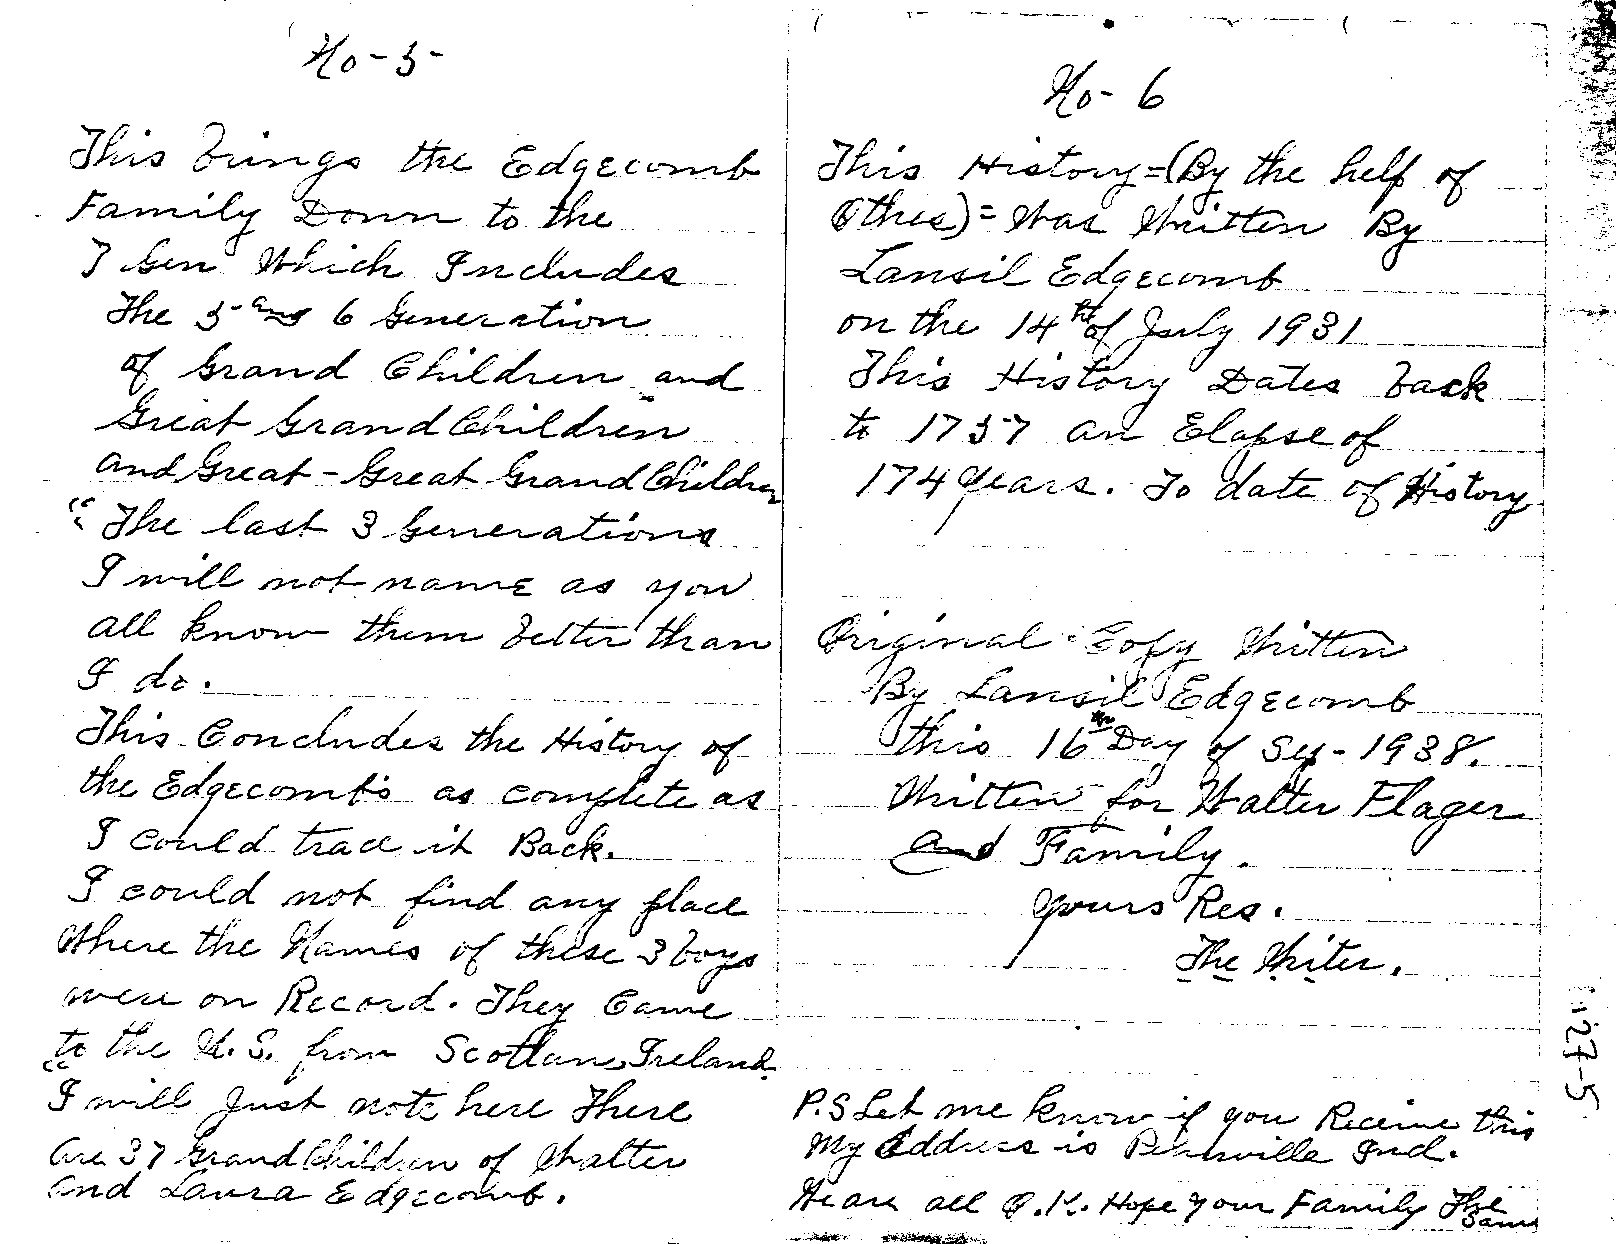 No-5-
This brings the Edgecomb
Family Down to the
7 Gen Which Includes
The 5 and 6 Generation
of Grand Children and
Great Grand Children
and Great-Great Grand Children
"The last 3 Generations
I will not name as you
all know them better than
I do.
This Concludes the History of
the Edgecomb's as complete as
I could trace it Back.
I could not find any place
Where the Names of these 3 boys
were on Record. They Came
to the U.S. from Scotlan, Ireland.
"I will Just note here There
are 37 Grand Children of Walter
and Laura Edgecomb.
No- 6
This History=(By the help of
Othes)= Was Written By
Lansil Edgecomb
on the 14th of July 1931
This History Dates back
to 1757 an Elapse of
174 years. To date of History
Original Copy Written
By Lansil Edgecomb
this 16th Day of Sep-1938.
Written for Walter Flager
and Family.
Yours Res.
The Writer.
P.S Let me know if you Receive this
My Address is Pennville Ind.
We are all O.K. Hope your Family The Same
27-5